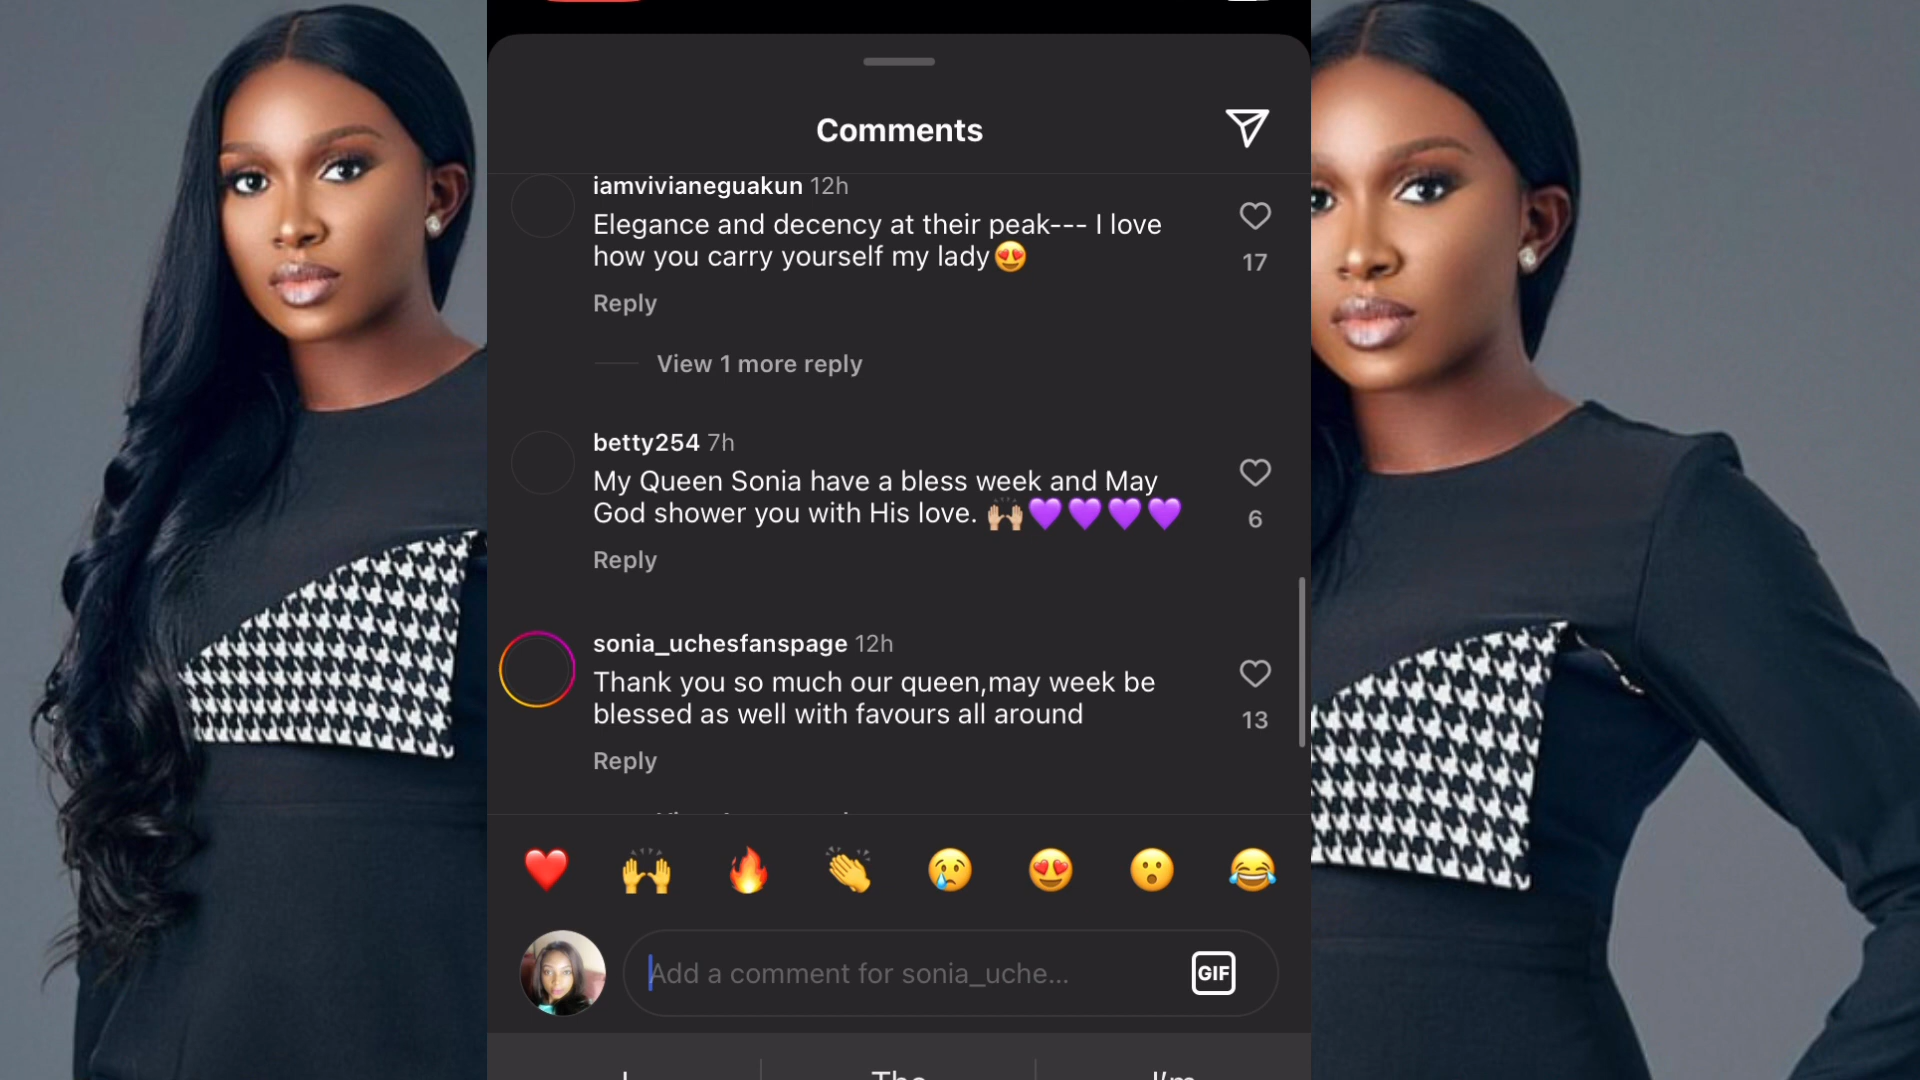 Comments
iamvivianeguakun 12h
Elegance and decency at their peak--- I love
how you carry yourself my lady😍
17
Reply
View 1 more reply
betty254 7h
My Queen Sonia have a bless week and May
God shower you with His love. 🙌🏼💜💜💜💜
6
Reply
sonia_uchesfanspage 12h
Thank you so much our queen,may week be
blessed as well with favours all around
13
Reply
❤️🙌🔥👏😢😍😮😂
Add a comment for sonia_uche...
GIF
I The I'm